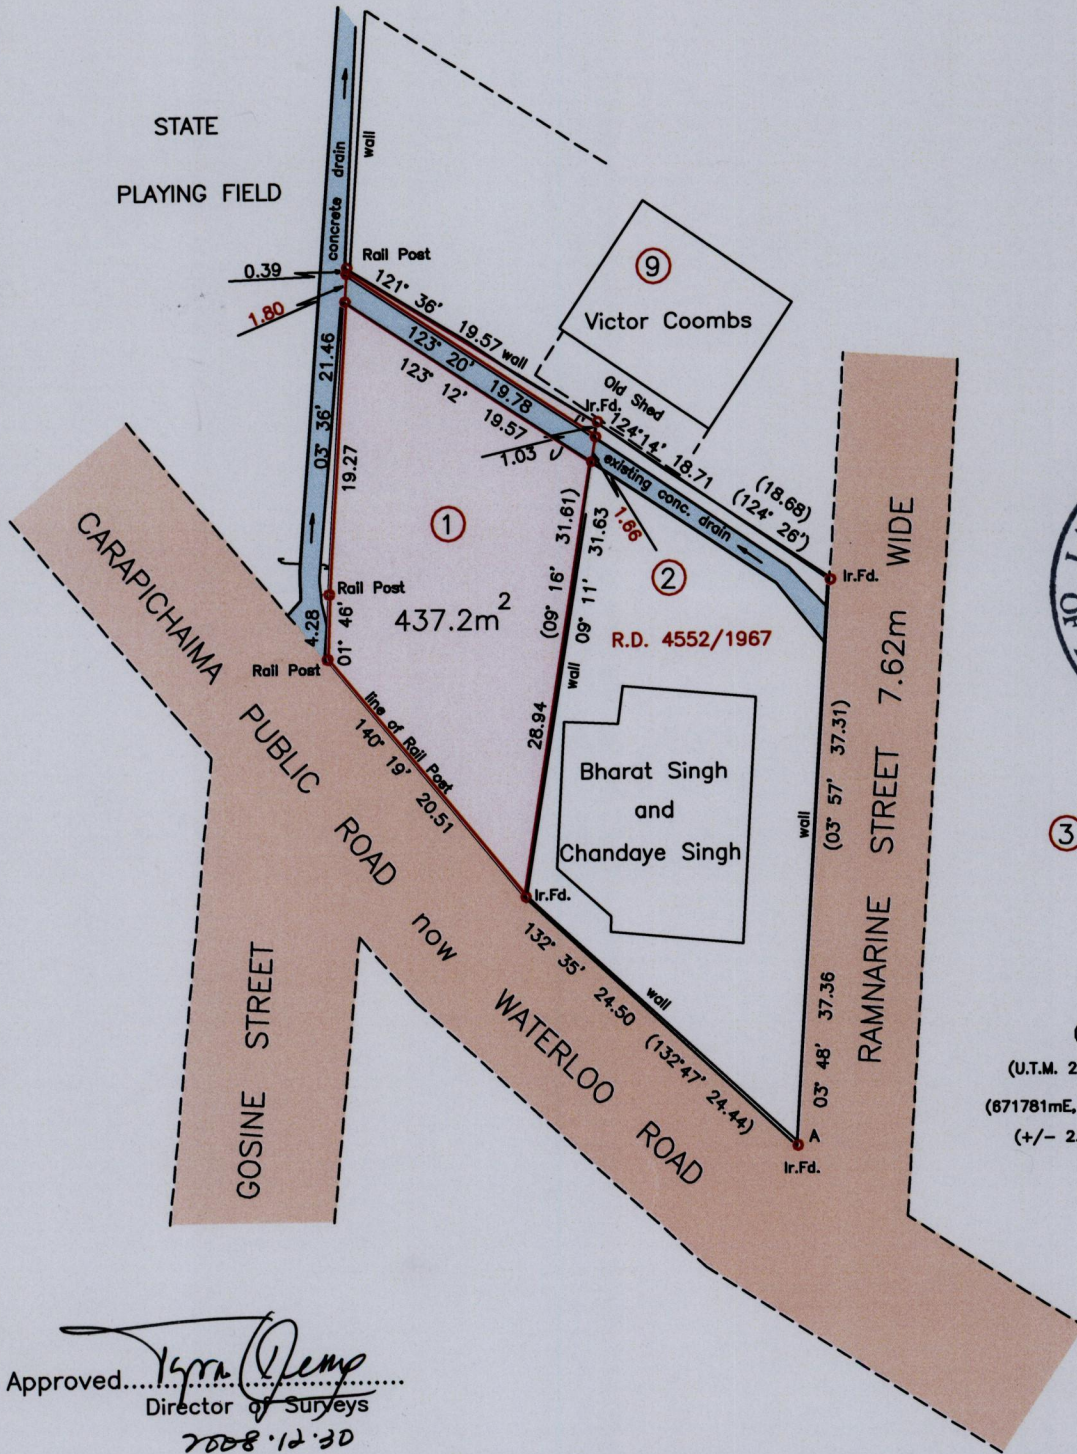 STATE
PLAYING FIELD
concrete drain
wall
Rail Post
0.39
1.80
121° 36' 19.57 wall
123° 20' 19.78
123° 12' 19.57
9
Victor Coombs
Old Shed
Ir.Fd.
124°14' 18.71
(18.68)
(124° 26')
1.03
existing conc. drain
1.66
Ir.Fd.
03° 36' 21.46
19.27
1
437.2m²
Rail Post
4.28
01° 46'
Rail Post
line of Rail Post
140° 19' 20.51
(09° 16' 31.61)
09° 11' 31.63
wall
28.94
2
R.D. 4552/1967
Bharat Singh
and
Chandaye Singh
Ir.Fd.
132° 35' 24.50 (132°47' 24.44)
wall
wall
(03° 57' 37.31)
03° 48' 37.36
A
Ir.Fd.
CARAPICHAIMA PUBLIC ROAD now WATERLOO ROAD
GOSINE STREET
RAMNARINE STREET 7.62m WIDE
OF
3
(U.T.M. 2
(671781mE,
(+/- 2.
Approved
Director of Surveys
2008.12.30